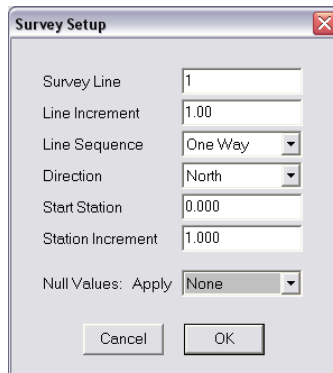 Survey Setup
Survey Line 1
Line Increment 1.00
Line Sequence One Way
Direction North
Start Station 0.000
Station Increment 1.000
Null Values: Apply None
Cancel OK